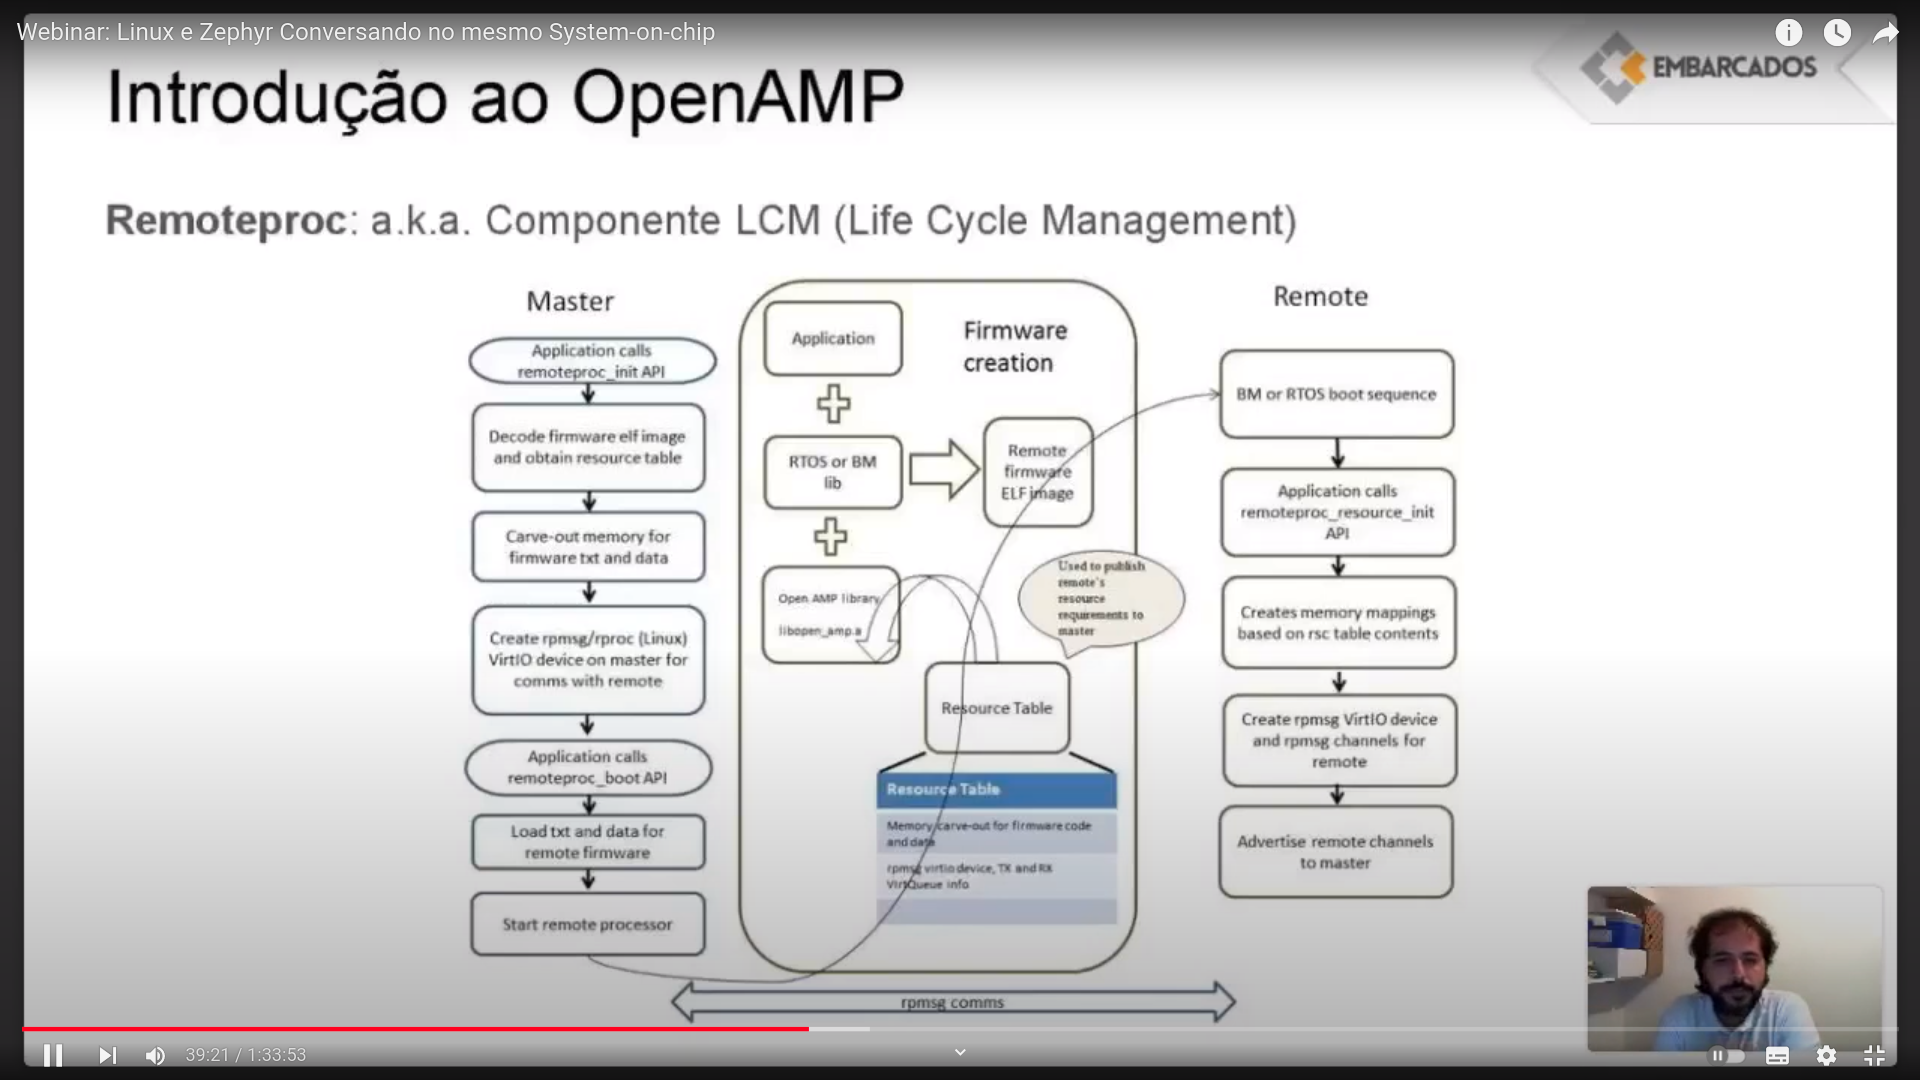 Webinar: Linux e Zephyr Conversando no mesmo System-on-chip
EMBARCADOS
Introdução ao OpenAMP
Remoteproc: a.k.a. Componente LCM (Life Cycle Management)
Master
Application calls
remoteproc_init API
Decode firmware elf image
and obtain resource table
Carve-out memory for
firmware txt and data
Create rpmsg/rproc (Linux)
VirtIO device on master for
comms with remote
Application calls
remoteproc_boot API
Load txt and data for
remote firmware
Start remote processor
Firmware
creation
Application
RTOS or BM
lib
Open AMP library
libopen_amp.a
Remote
firmware
ELF image
Used to publish
remote's
resource
requirements to
master
Resource Table
Resource Table
Memory carve-out for firmware code
and data
rpmsg virtio device, TX and RX
VirtQueue info
Remote
BM or RTOS boot sequence
Application calls
remoteproc_resource_init
API
Creates memory mappings
based on rsc table contents
Create rpmsg VirtIO device
and rpmsg channels for
remote
Advertise remote channels
to master
rpmsg comms
39:21 / 1:33:53